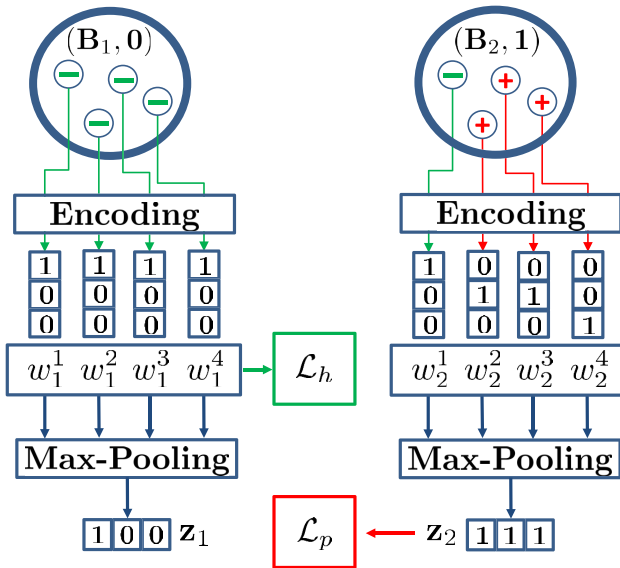 (B₁, 0) (B₂, 1)
− − − − − + + +
Encoding Encoding
1 1 1 1 1 0 0 0
0 0 0 0 0 1 1 0
0 0 0 0 0 0 0 1
w₁¹ w₁² w₁³ w₁⁴ ℒₕ w₂¹ w₂² w₂³ w₂⁴
Max-Pooling Max-Pooling
1 0 0 z₁ ℒₚ z₂ 1 1 1